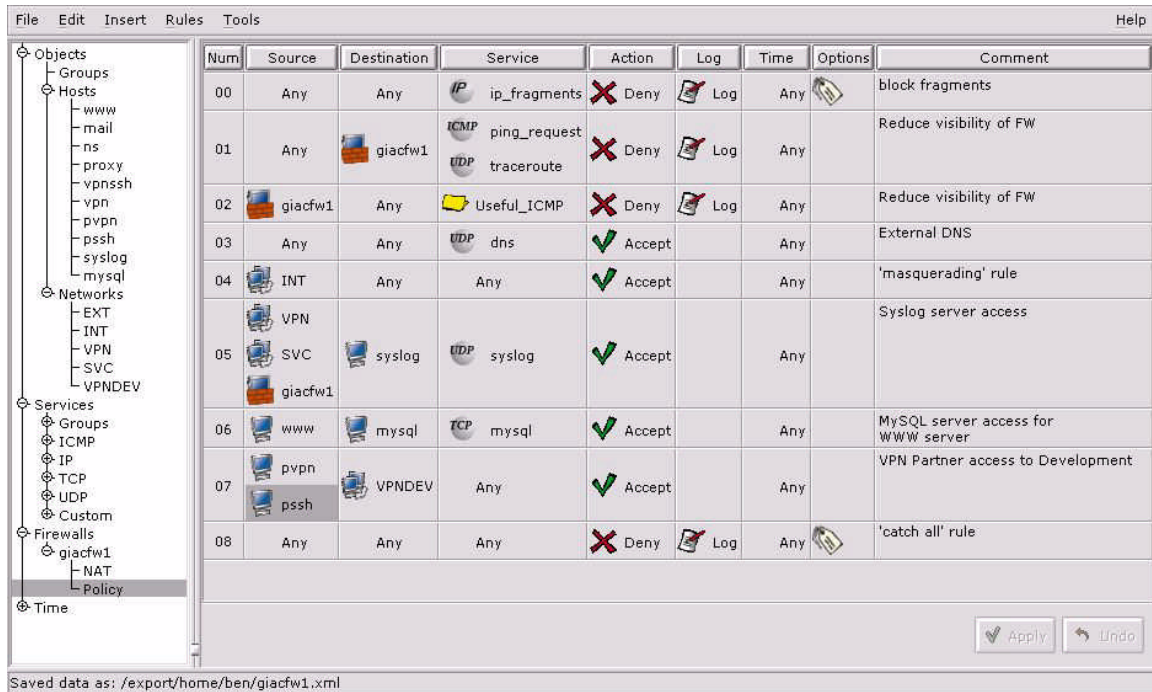 File Edit Insert Rules Tools Help
Objects
Groups
Hosts
www
mail
ns
proxy
vpnssh
vpn
pvpn
pssh
syslog
mysql
Networks
EXT
INT
VPN
SVC
VPNDEV
Services
Groups
ICMP
IP
TCP
UDP
Custom
Firewalls
giacfw1
NAT
Policy
Time
Num Source Destination Service Action Log Time Options Comment
00 Any Any IP ip_fragments Deny Log Any block fragments
01 Any giacfw1 ICMP ping_request UDP traceroute Deny Log Any Reduce visibility of FW
02 giacfw1 Any Useful_ICMP Deny Log Any Reduce visibility of FW
03 Any Any UDP dns Accept Any External DNS
04 INT Any Any Accept Any 'masquerading' rule
05 VPN SVC giacfw1 syslog UDP syslog Accept Any Syslog server access
06 www mysql TCP mysql Accept Any MySQL server access for
WWW server
07 pvpn pssh VPNDEV Any Accept Any VPN Partner access to Development
08 Any Any Any Deny Log Any 'catch all' rule
Apply Undo
Saved data as: /export/home/ben/giacfw1.xml